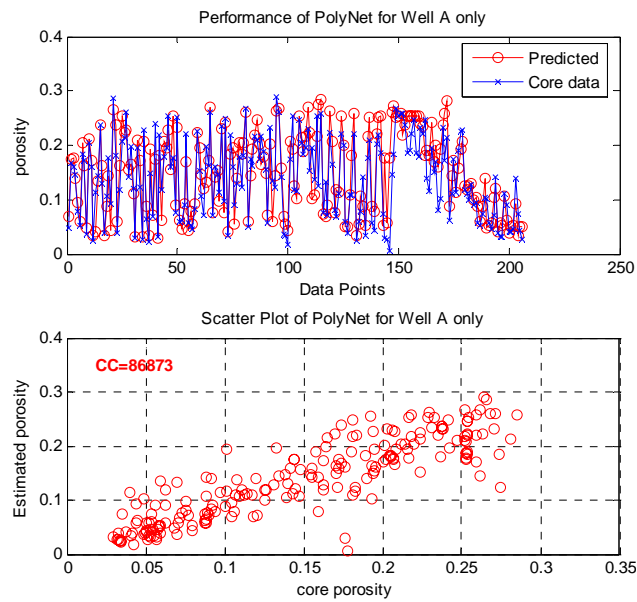 Performance of PolyNet for Well A only
0.4
0.3
0.2
0.1
0
porosity
Predicted
Core data
0 50 100 150 200 250
Data Points
Scatter Plot of PolyNet for Well A only
0.4
0.3
0.2
0.1
0
Estimated porosity
CC=86873
0 0.05 0.1 0.15 0.2 0.25 0.3 0.35
core porosity